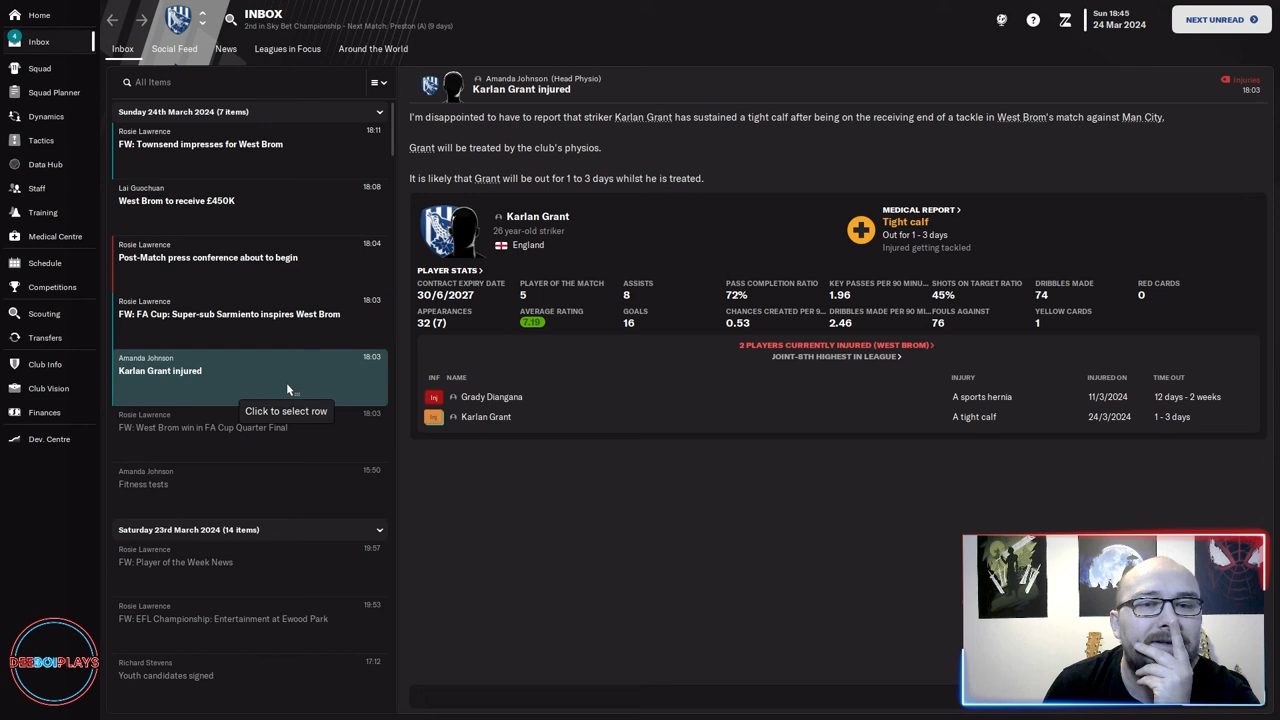 Home
Inbox
4
Squad
Squad Planner
Dynamics
Tactics
Data Hub
Staff
Training
Medical Centre
Schedule
Competitions
Scouting
Transfers
Club Info
Club Vision
Finances
Dev. Centre
DEEBOIPLAYS
INBOX
2nd in Sky Bet Championship - Next Match: Preston (A) (9 days)
Sun 18:45
24 Mar 2024
NEXT UNREAD
Inbox
Social Feed
News
Leagues in Focus
Around the World
All Items
Sunday 24th March 2024 (7 items)
Rosie Lawrence 18:11
FW: Townsend impresses for West Brom
Lai Guochuan 18:08
West Brom to receive £450K
Rosie Lawrence 18:04
Post-Match press conference about to begin
Rosie Lawrence 18:03
FW: FA Cup: Super-sub Sarmiento inspires West Brom
Amanda Johnson 18:03
Karlan Grant injured
Click to select row
Rosie Lawrence 18:03
FW: West Brom win in FA Cup Quarter Final
Amanda Johnson 15:50
Fitness tests
Saturday 23rd March 2024 (14 items)
Rosie Lawrence 19:57
FW: Player of the Week News
Rosie Lawrence 19:53
FW: EFL Championship: Entertainment at Ewood Park
Richard Stevens 17:12
Youth candidates signed
Amanda Johnson (Head Physio)
Karlan Grant injured
Injuries
18:03
I'm disappointed to have to report that striker Karlan Grant has sustained a tight calf after being on the receiving end of a tackle in West Brom's match against Man City.
Grant will be treated by the club's physios.
It is likely that Grant will be out for 1 to 3 days whilst he is treated.
Karlan Grant
26 year-old striker
England
MEDICAL REPORT >
Tight calf
Out for 1 - 3 days
Injured getting tackled
PLAYER STATS >
CONTRACT EXPIRY DATE PLAYER OF THE MATCH ASSISTS PASS COMPLETION RATIO KEY PASSES PER 90 MINU... SHOTS ON TARGET RATIO DRIBBLES MADE RED CARDS
30/6/2027 5 8 72% 1.96 45% 74 0
APPEARANCES AVERAGE RATING GOALS CHANCES CREATED PER 9... DRIBBLES MADE PER 90 MI... FOULS AGAINST YELLOW CARDS
32 (7) 7.19 16 0.53 2.46 76 1
2 PLAYERS CURRENTLY INJURED (WEST BROM) >
JOINT-8TH HIGHEST IN LEAGUE >
INF NAME INJURY INJURED ON TIME OUT
Inj Grady Diangana A sports hernia 11/3/2024 12 days - 2 weeks
Inj Karlan Grant A tight calf 24/3/2024 1 - 3 days